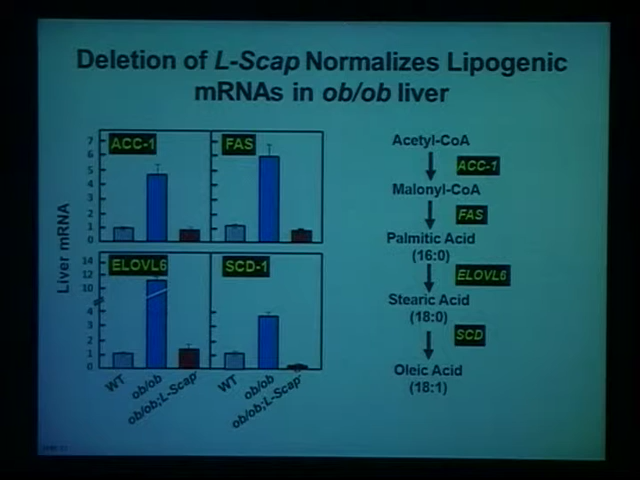 Deletion of L-Scap Normalizes Lipogenic
mRNAs in ob/ob liver
Liver mRNA
7
6
5
4
3
2
1
0
ACC-1
FAS
14
12
10
4
3
2
1
0
ELOVL6
SCD-1
WT
ob/ob
ob/ob;L-Scap-
WT
ob/ob
ob/ob;L-Scap-
Acetyl-CoA
ACC-1
Malonyl-CoA
FAS
Palmitic Acid
(16:0)
ELOVL6
Stearic Acid
(18:0)
SCD
Oleic Acid
(18:1)